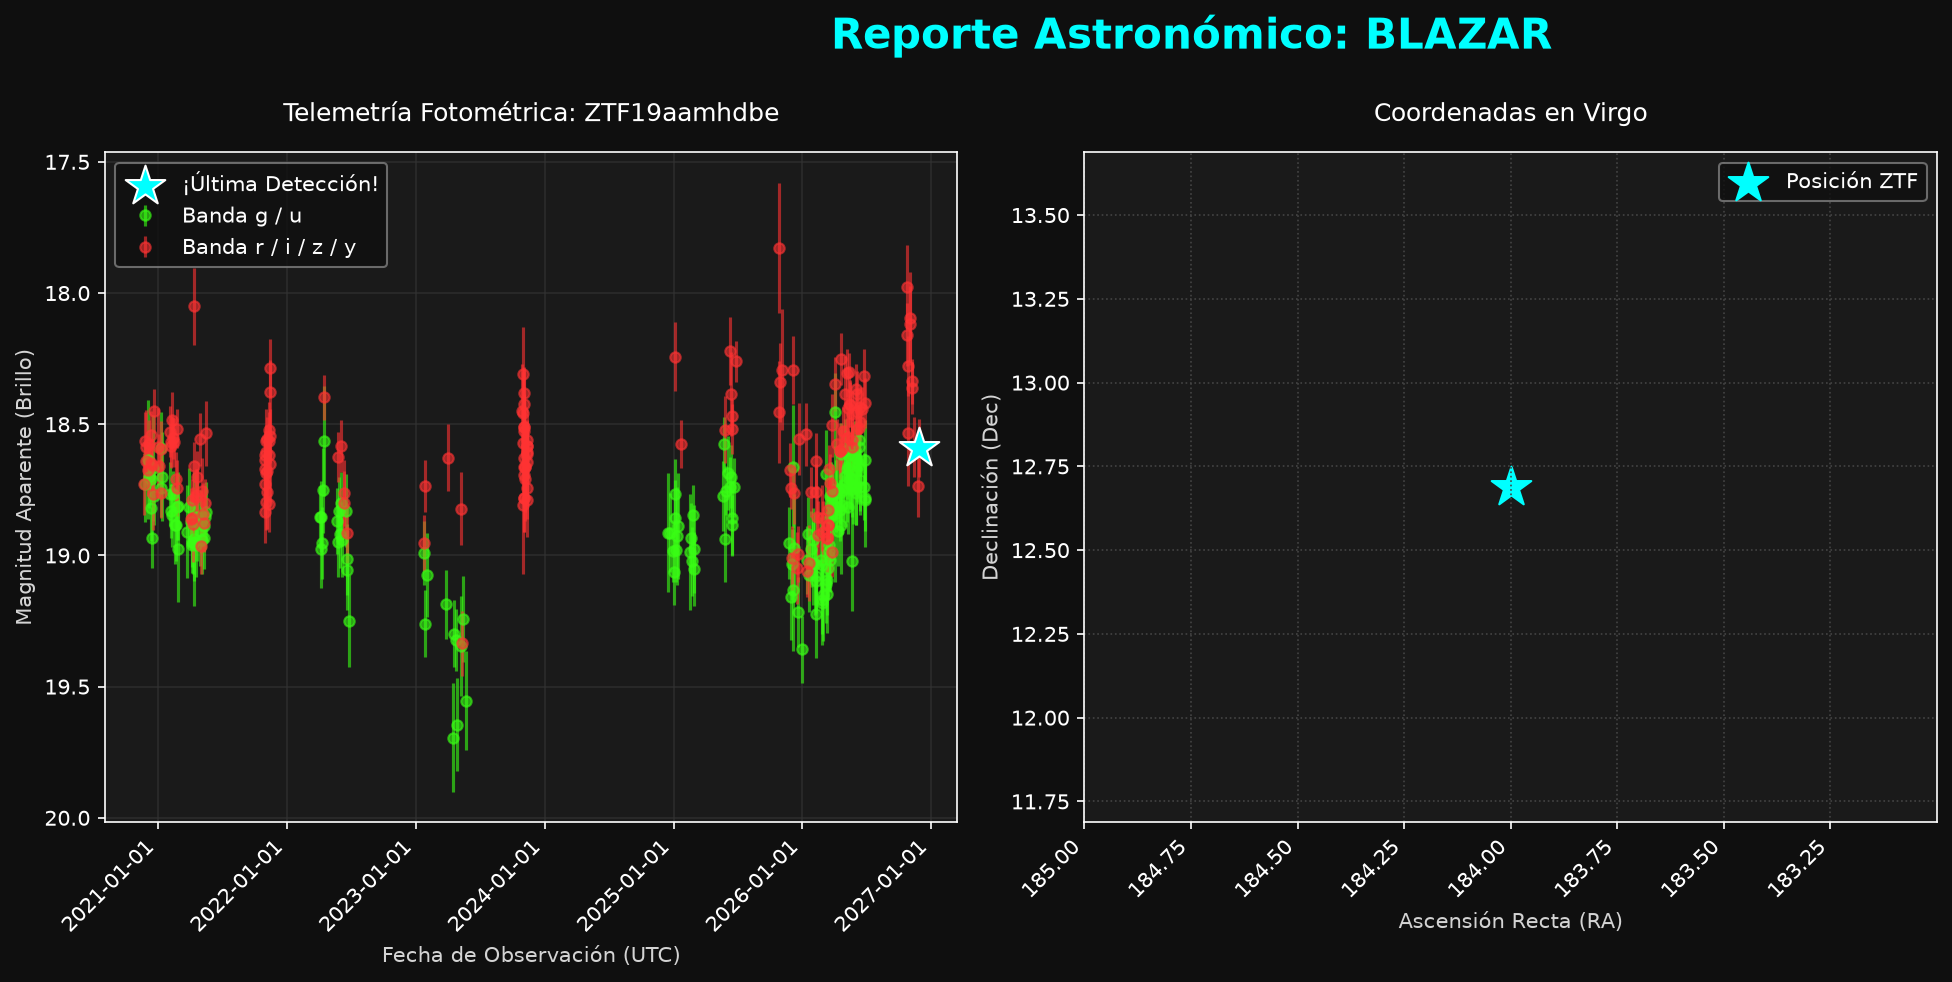 Reporte Astronómico: BLAZAR
Telemetría Fotométrica: ZTF19aamhdbe
¡Última Detección!
Banda g / u
Banda r / i / z / y
Magnitud Aparente (Brillo)
17.5
18.0
18.5
19.0
19.5
20.0
2021-01-01
2022-01-01
2023-01-01
2024-01-01
2025-01-01
2026-01-01
2027-01-01
Fecha de Observación (UTC)
Coordenadas en Virgo
Posición ZTF
Declinación (Dec)
13.50
13.25
13.00
12.75
12.50
12.25
12.00
11.75
185.00
184.75
184.50
184.25
184.00
183.75
183.50
183.25
Ascensión Recta (RA)